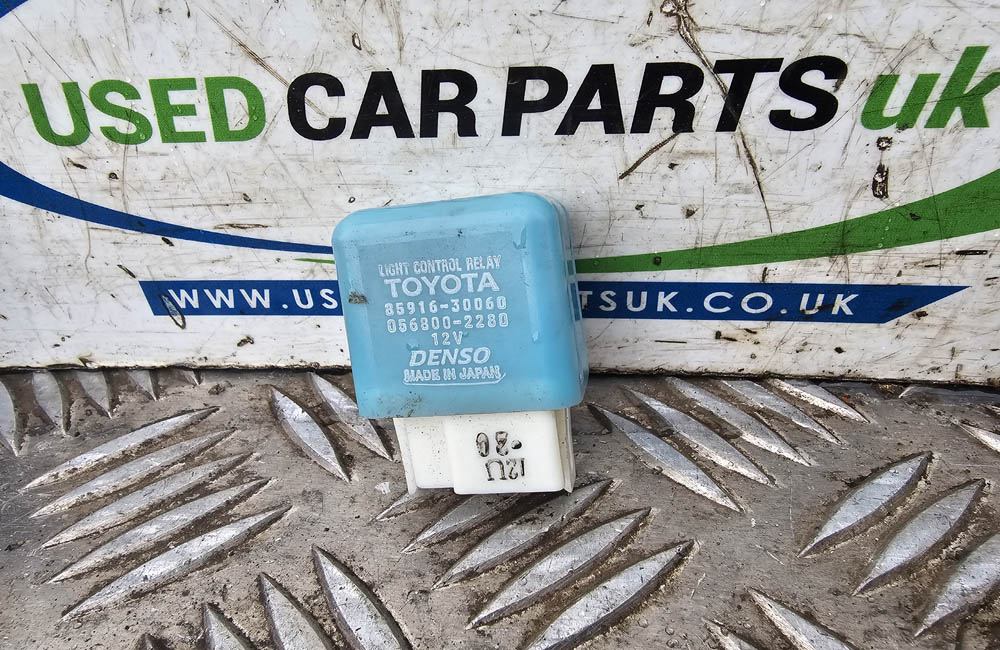 USED CAR PARTS uk
WWW.US TSUK.CO.UK
LIGHT CONTROL RELAY
TOYOTA
85916-30060
056800-2280
12V
DENSO
MADE IN JAPAN